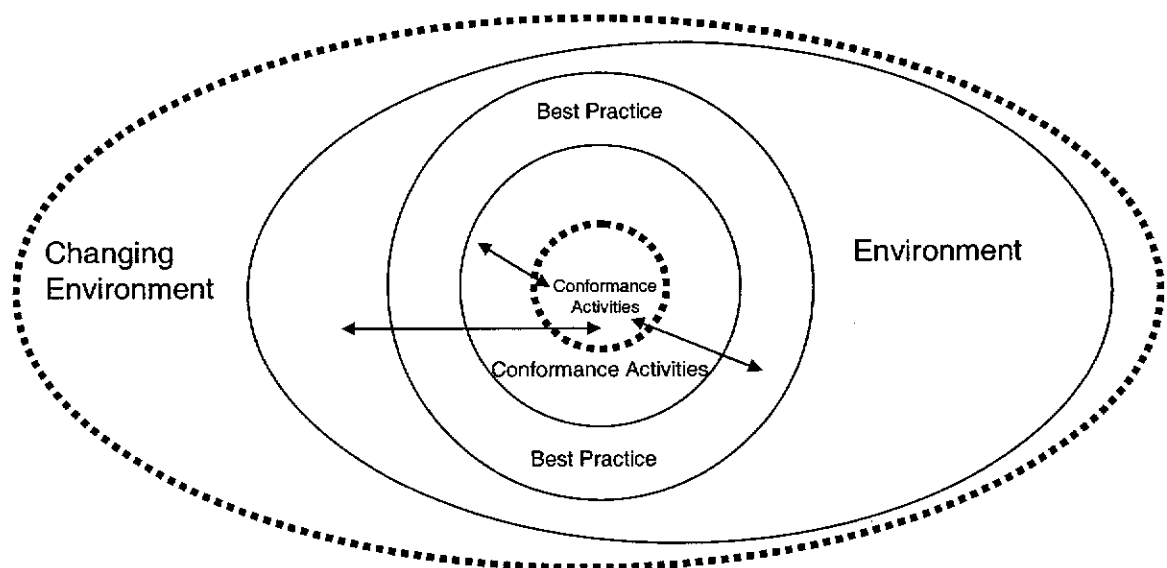 Best Practice
Changing
Environment
Environment
Conformance
Activities
Conformance Activities
Best Practice